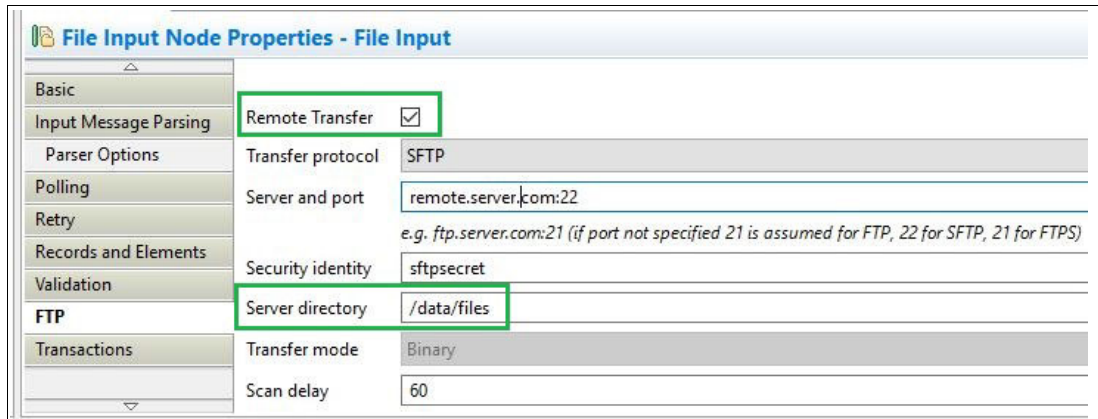 File Input Node Properties - File Input
Basic
Input Message Parsing
Parser Options
Polling
Retry
Records and Elements
Validation
FTP
Transactions
Remote Transfer
Transfer protocol SFTP
Server and port remote.server.com:22
e.g. ftp.server.com:21 (if port not specified 21 is assumed for FTP, 22 for SFTP, 21 for FTPS)
Security identity sftpsecret
Server directory /data/files
Transfer mode Binary
Scan delay 60